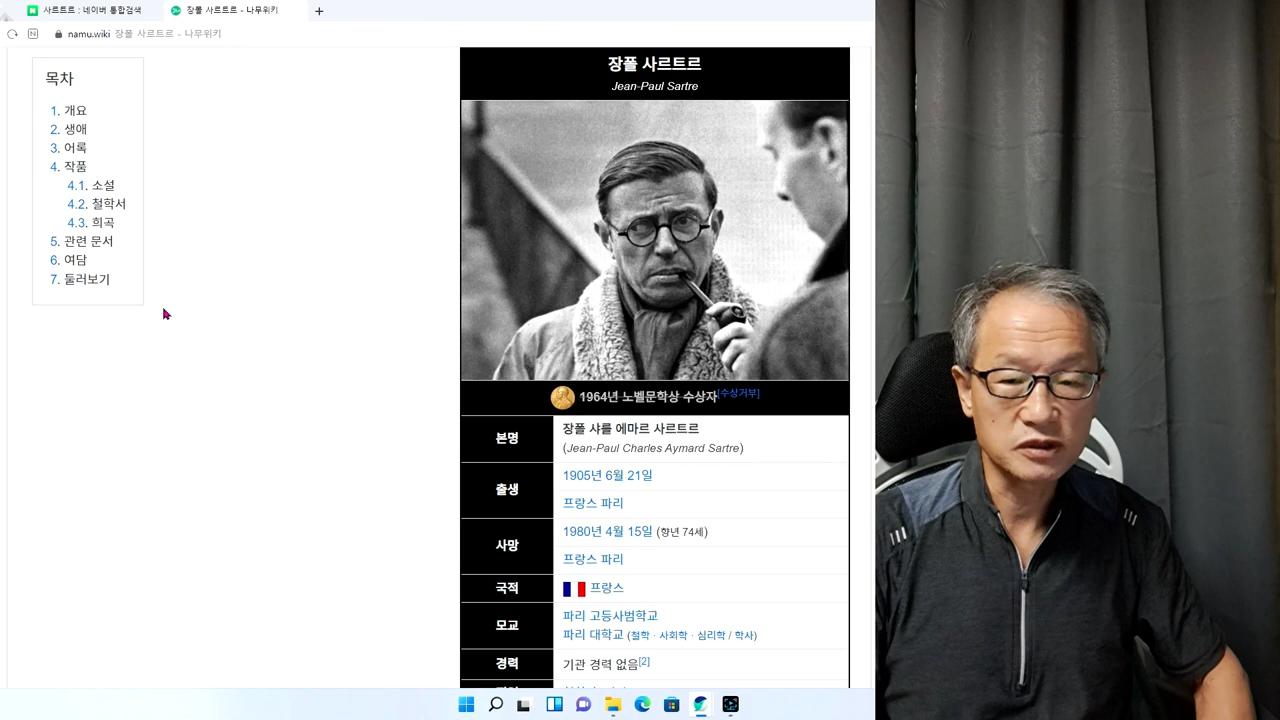 사르트르 : 네이버 통합검색
장폴 사르트르 - 나무위키
namu.wiki 장폴 사르트르 - 나무위키
목차
1. 개요
2. 생애
3. 어록
4. 작품
4.1. 소설
4.2. 철학서
4.3. 희곡
5. 관련 문서
6. 여담
7. 둘러보기
장폴 사르트르
Jean-Paul Sartre
1964년 노벨문학상 수상자[수상거부]
본명
장폴 샤를 에마르 사르트르
(Jean-Paul Charles Aymard Sartre)
출생
1905년 6월 21일
프랑스 파리
사망
1980년 4월 15일 (향년 74세)
프랑스 파리
국적
프랑스
모교
파리 고등사범학교
파리 대학교 (철학 · 사회학 · 심리학 / 학사)
경력
기관 경력 없음[2]